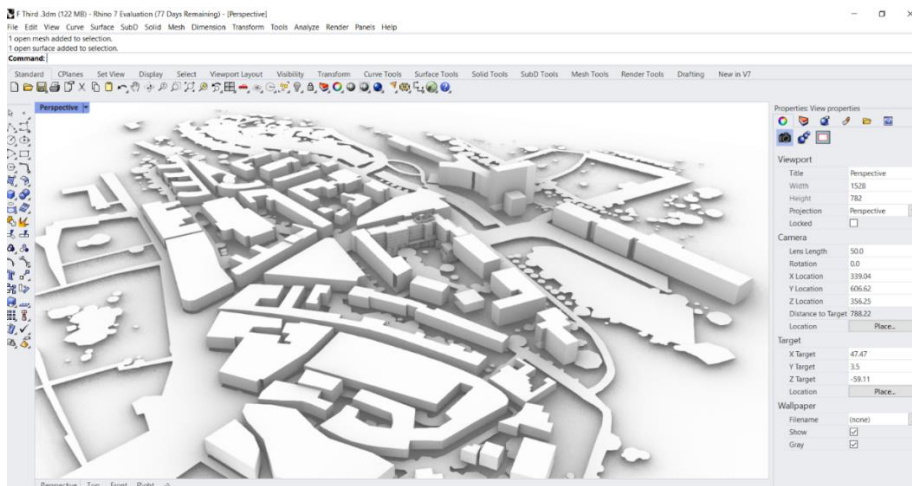 F Third .3dm (122 MB) - Rhino 7 Evaluation (77 Days Remaining) - [Perspective]
File Edit View Curve Surface SubD Solid Mesh Dimension Transform Tools Analyze Render Panels Help
1 open mesh added to selection.
1 open surface added to selection.
Command:
Standard CPlanes Set View Display Select Viewport Layout Visibility Transform Curve Tools Surface Tools Solid Tools SubD Tools Mesh Tools Render Tools Drafting New in V7
Perspective
Properties: View properties
Viewport
Title Perspective
Width 1528
Height 782
Projection Perspective
Locked
Camera
Lens Length 50.0
Rotation 0.0
X Location 339.04
Y Location 606.62
Z Location 356.25
Distance to Target 788.22
Location Place...
Target
X Target 47.47
Y Target 3.5
Z Target -59.11
Location Place...
Wallpaper
Filename (none)
Show
Gray
Perspective Top Front Right